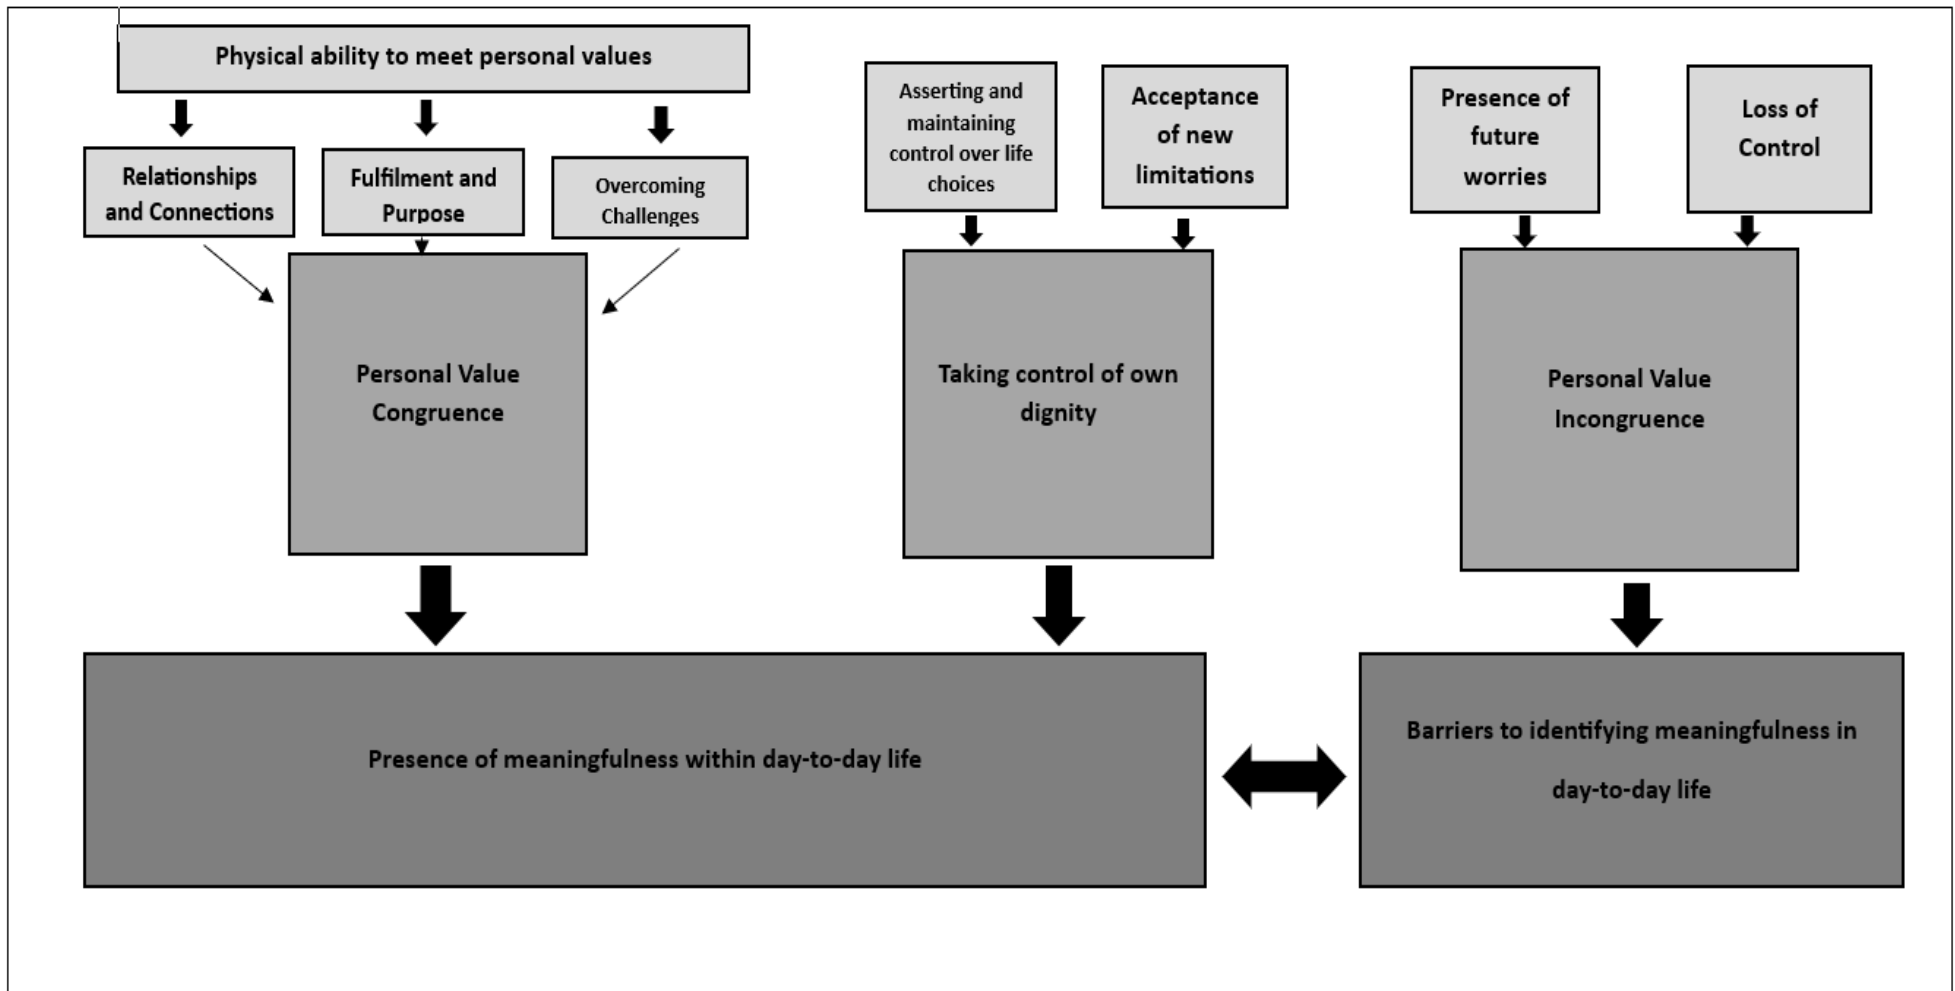 Physical ability to meet personal values
Relationships
and Connections
Fulfilment and
Purpose
Overcoming
Challenges
Personal Value
Congruence
Asserting and
maintaining
control over life
choices
Acceptance
of new
limitations
Taking control of own
dignity
Presence of
future
worries
Loss of
Control
Personal Value
Incongruence
Presence of meaningfulness within day-to-day life
Barriers to identifying meaningfulness in
day-to-day life